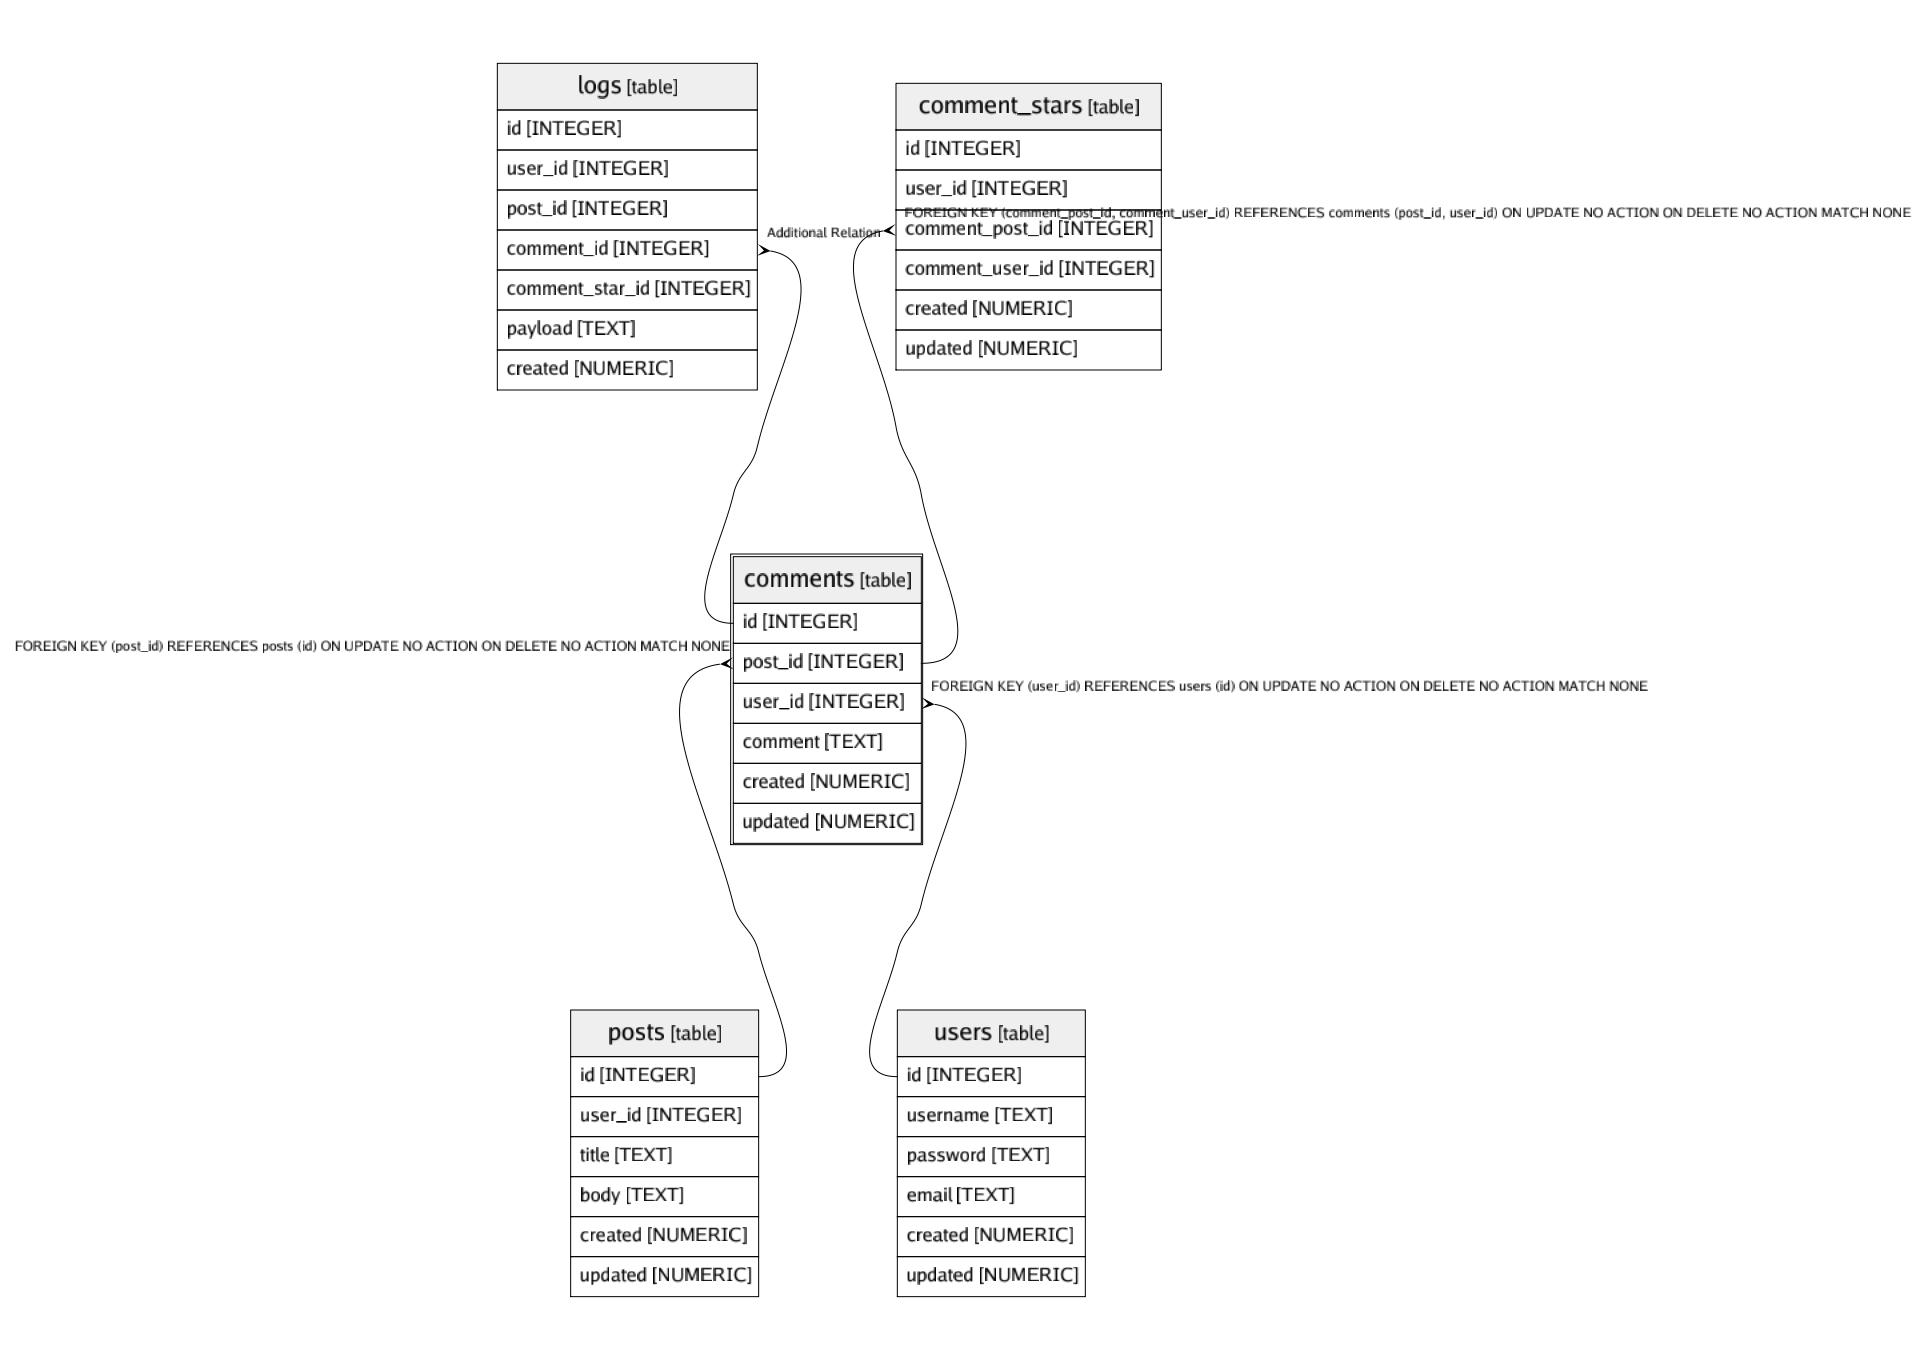 logs [table]
id [INTEGER]
user_id [INTEGER]
post_id [INTEGER]
comment_id [INTEGER]
comment_star_id [INTEGER]
payload [TEXT]
created [NUMERIC]
Additional Relation
comment_stars [table]
id [INTEGER]
user_id [INTEGER]
FOREIGN KEY (comment_post_id, comment_user_id) REFERENCES comments (post_id, user_id) ON UPDATE NO ACTION ON DELETE NO ACTION MATCH NONE
comment_post_id [INTEGER]
comment_user_id [INTEGER]
created [NUMERIC]
updated [NUMERIC]
comments [table]
id [INTEGER]
FOREIGN KEY (post_id) REFERENCES posts (id) ON UPDATE NO ACTION ON DELETE NO ACTION MATCH NONE
post_id [INTEGER]
FOREIGN KEY (user_id) REFERENCES users (id) ON UPDATE NO ACTION ON DELETE NO ACTION MATCH NONE
user_id [INTEGER]
comment [TEXT]
created [NUMERIC]
updated [NUMERIC]
posts [table]
id [INTEGER]
user_id [INTEGER]
title [TEXT]
body [TEXT]
created [NUMERIC]
updated [NUMERIC]
users [table]
id [INTEGER]
username [TEXT]
password [TEXT]
email [TEXT]
created [NUMERIC]
updated [NUMERIC]